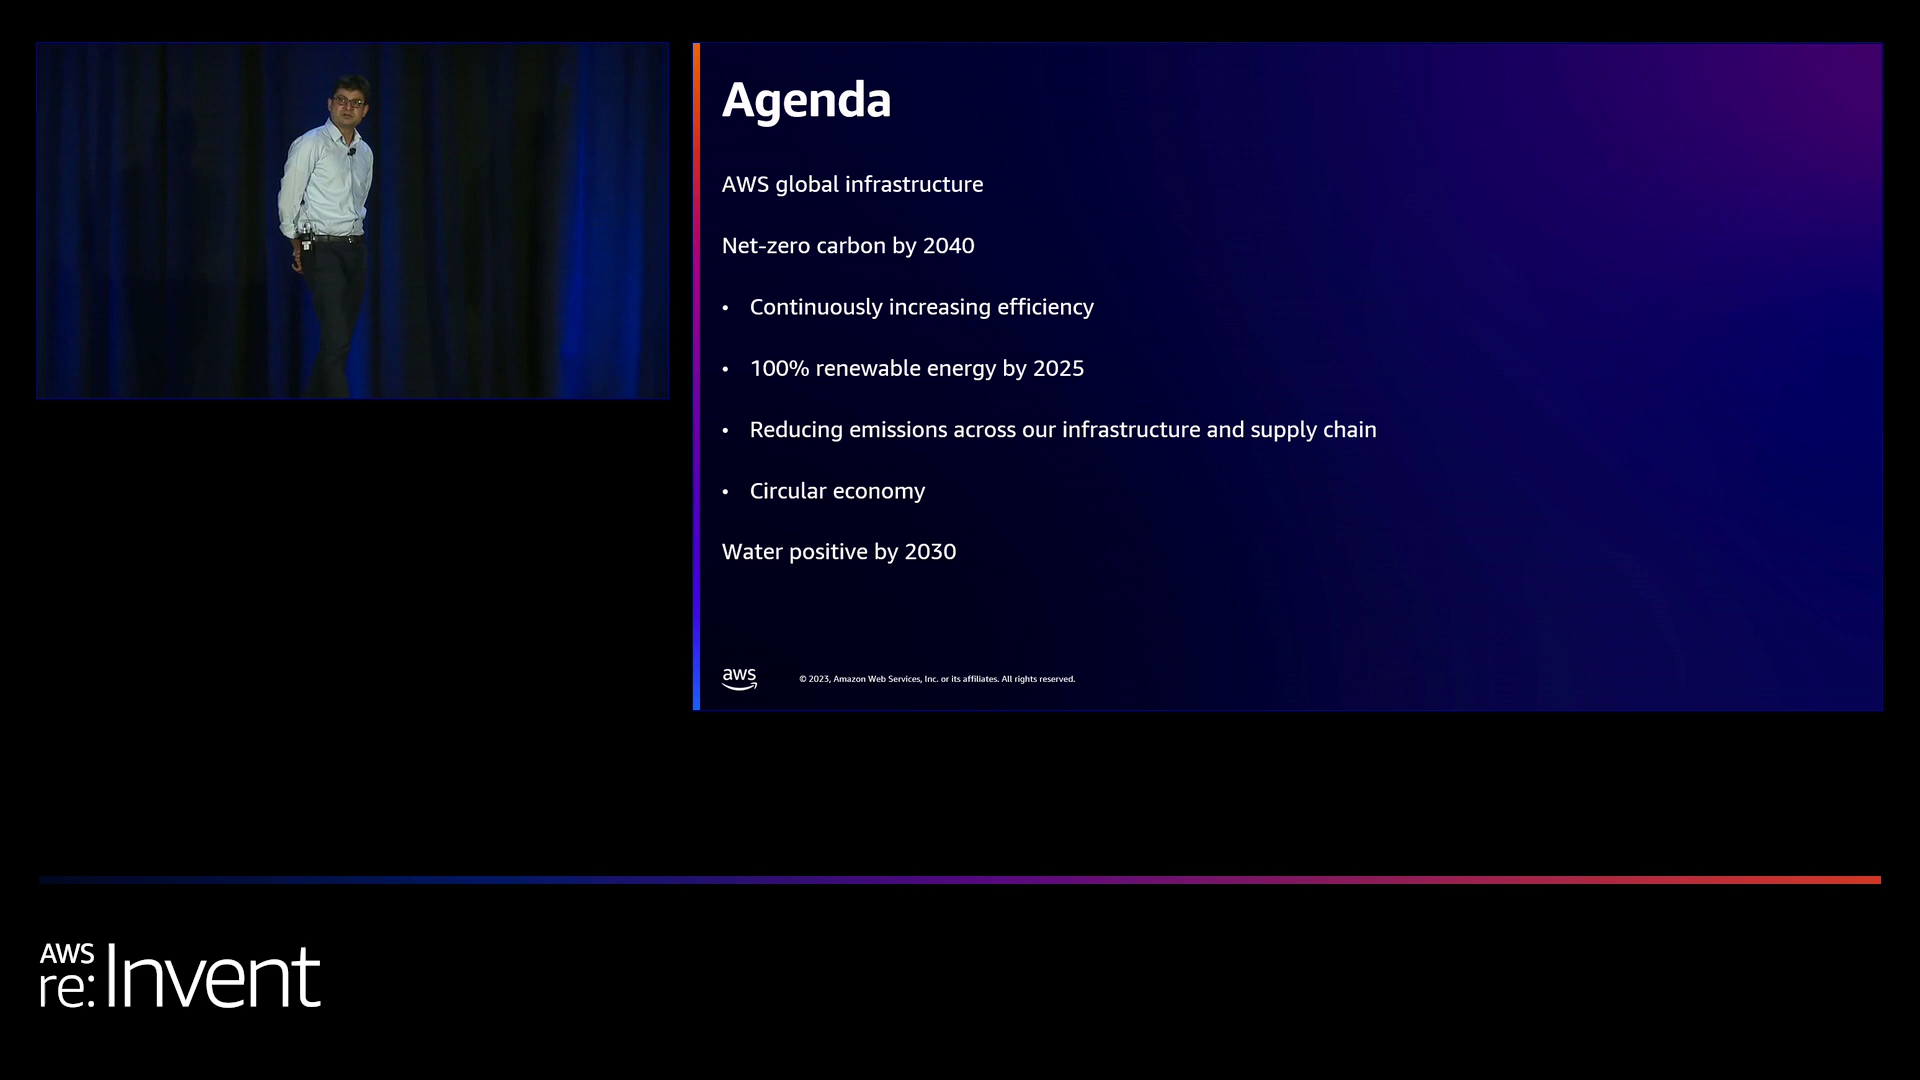 Agenda
AWS global infrastructure
Net-zero carbon by 2040
• Continuously increasing efficiency
• 100% renewable energy by 2025
• Reducing emissions across our infrastructure and supply chain
• Circular economy
Water positive by 2030
aws
© 2023, Amazon Web Services, Inc. or its affiliates. All rights reserved.
AWS
re:Invent